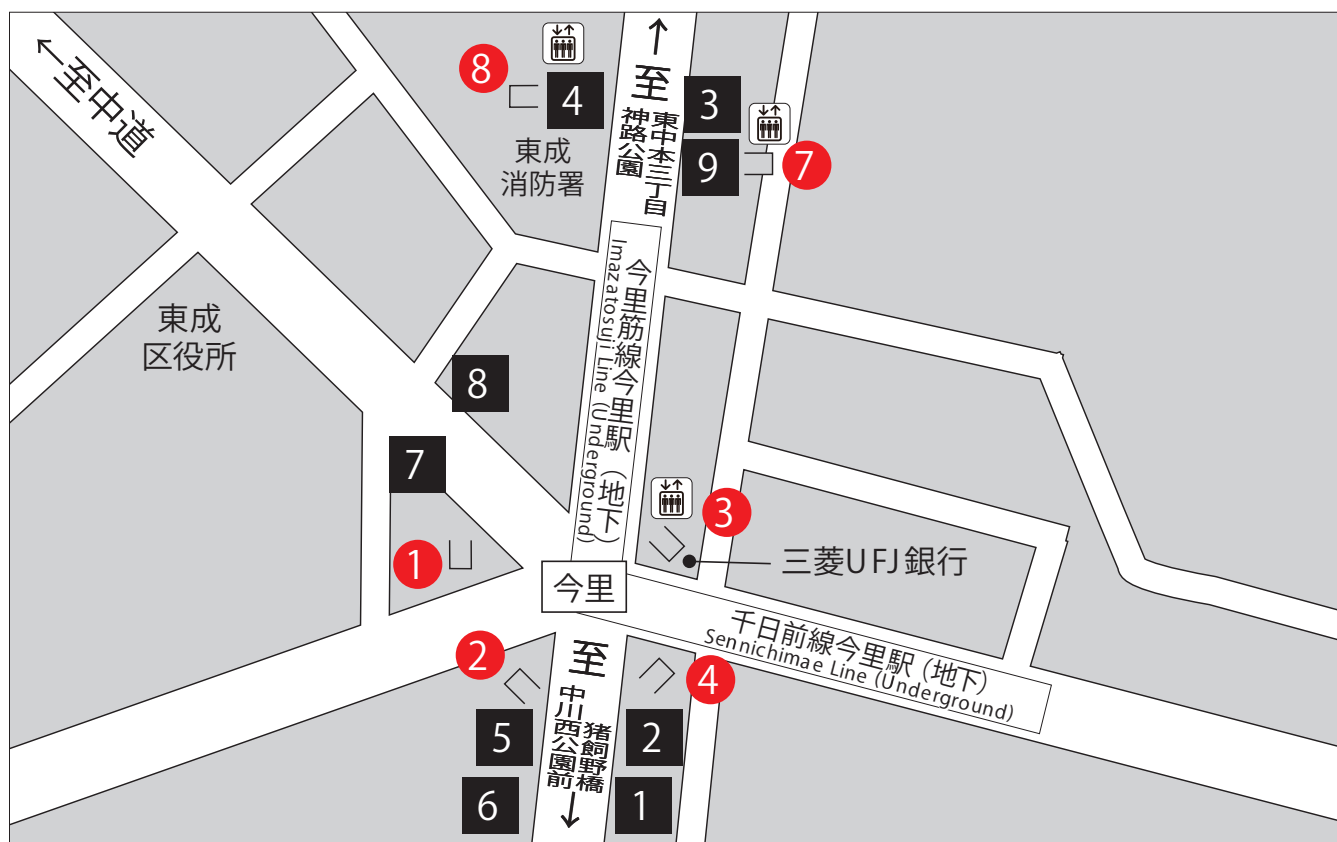 ←至中道
8
4
東成
消防署
↑
至
東中本三丁目
神路公園
3
9
7
東成
区役所
8
7
1
今里筋線今里駅（地下）
Imazatosuji Line (Underground)
3
三菱UFJ銀行
今里
千日前線今里駅（地下）
Sennichimae Line (Underground)
2
4
至
猪飼野橋
中川西公園前
↓
5
2
6
1